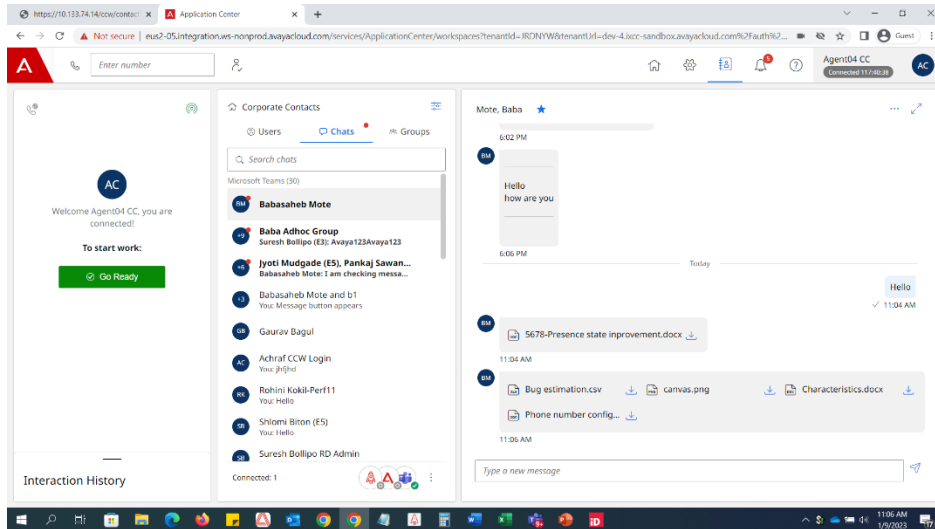 https://10.133.74.14/ccw/contact
Application Center
Not secure | eus2-05.integration.ws-nonprod.avayacloud.com/services/ApplicationCenter/workspaces?tenantId=JRDNYW&tenantUrl=dev-4.ixcc-sandbox.avayacloud.com%2Fauth%2...
Guest
Enter number
5
Agent04 CC
Connected 117:40:38
AC
AC
Welcome Agent04 CC, you are
connected!
To start work:
Go Ready
Interaction History
Corporate Contacts
Users
Chats
Groups
Search chats
Microsoft Teams (30)
BM
Babasaheb Mote
+9
Baba Adhoc Group
Suresh Bollipo (E3): Avaya123Avaya123
+6
Jyoti Mudgade (E5), Pankaj Sawan...
Babasaheb Mote: I am checking messa...
+3
Babasaheb Mote and b1
You: Message button appears
GB
Gaurav Bagul
AC
Achraf CCW Login
You: jhfjhd
RK
Rohini Kokil-Perf11
You: Hello
SB
Shlomi Biton (E5)
You: Hello
SB
Suresh Bollipo RD Admin
Connected: 1
Mote, Baba
6:02 PM
BM
Hello
how are you
6:06 PM
Today
Hello
11:04 AM
BM
5678-Presence state inprovement.docx
11:04 AM
BM
Bug estimation.csv
canvas.png
Characteristics.docx
Phone number config...
11:06 AM
Type a new message
11:06 AM
1/9/2023